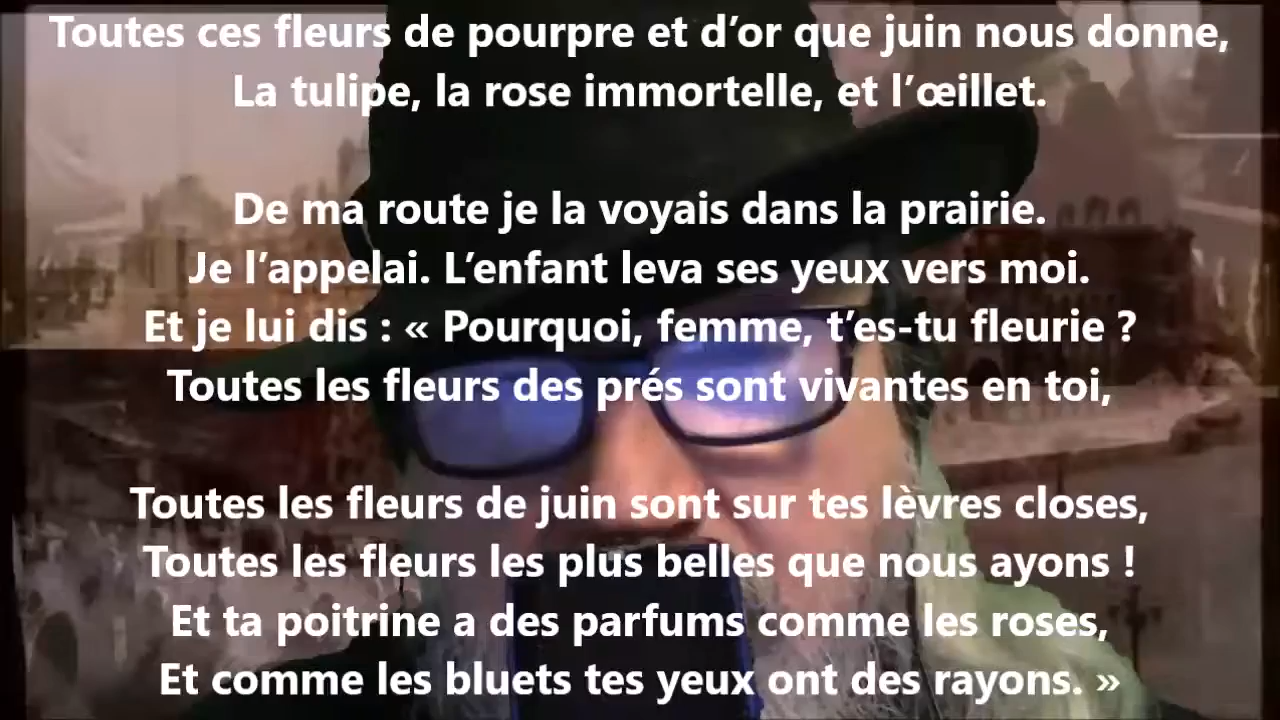 Toutes ces fleurs de pourpre et d’or que juin nous donne,
La tulipe, la rose immortelle, et l’œillet.
De ma route je la voyais dans la prairie.
Je l’appelai. L’enfant leva ses yeux vers moi.
Et je lui dis : « Pourquoi, femme, t’es-tu fleurie ?
Toutes les fleurs des prés sont vivantes en toi,
Toutes les fleurs de juin sont sur tes lèvres closes,
Toutes les fleurs les plus belles que nous ayons !
Et ta poitrine a des parfums comme les roses,
Et comme les bluets tes yeux ont des rayons. »